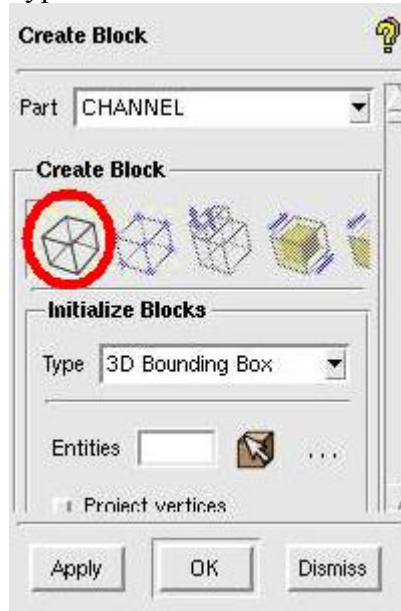 Create Block
Part CHANNEL
Create Block
Initialize Blocks
Type 3D Bounding Box
Entities ...
Project vertices
Apply OK Dismiss